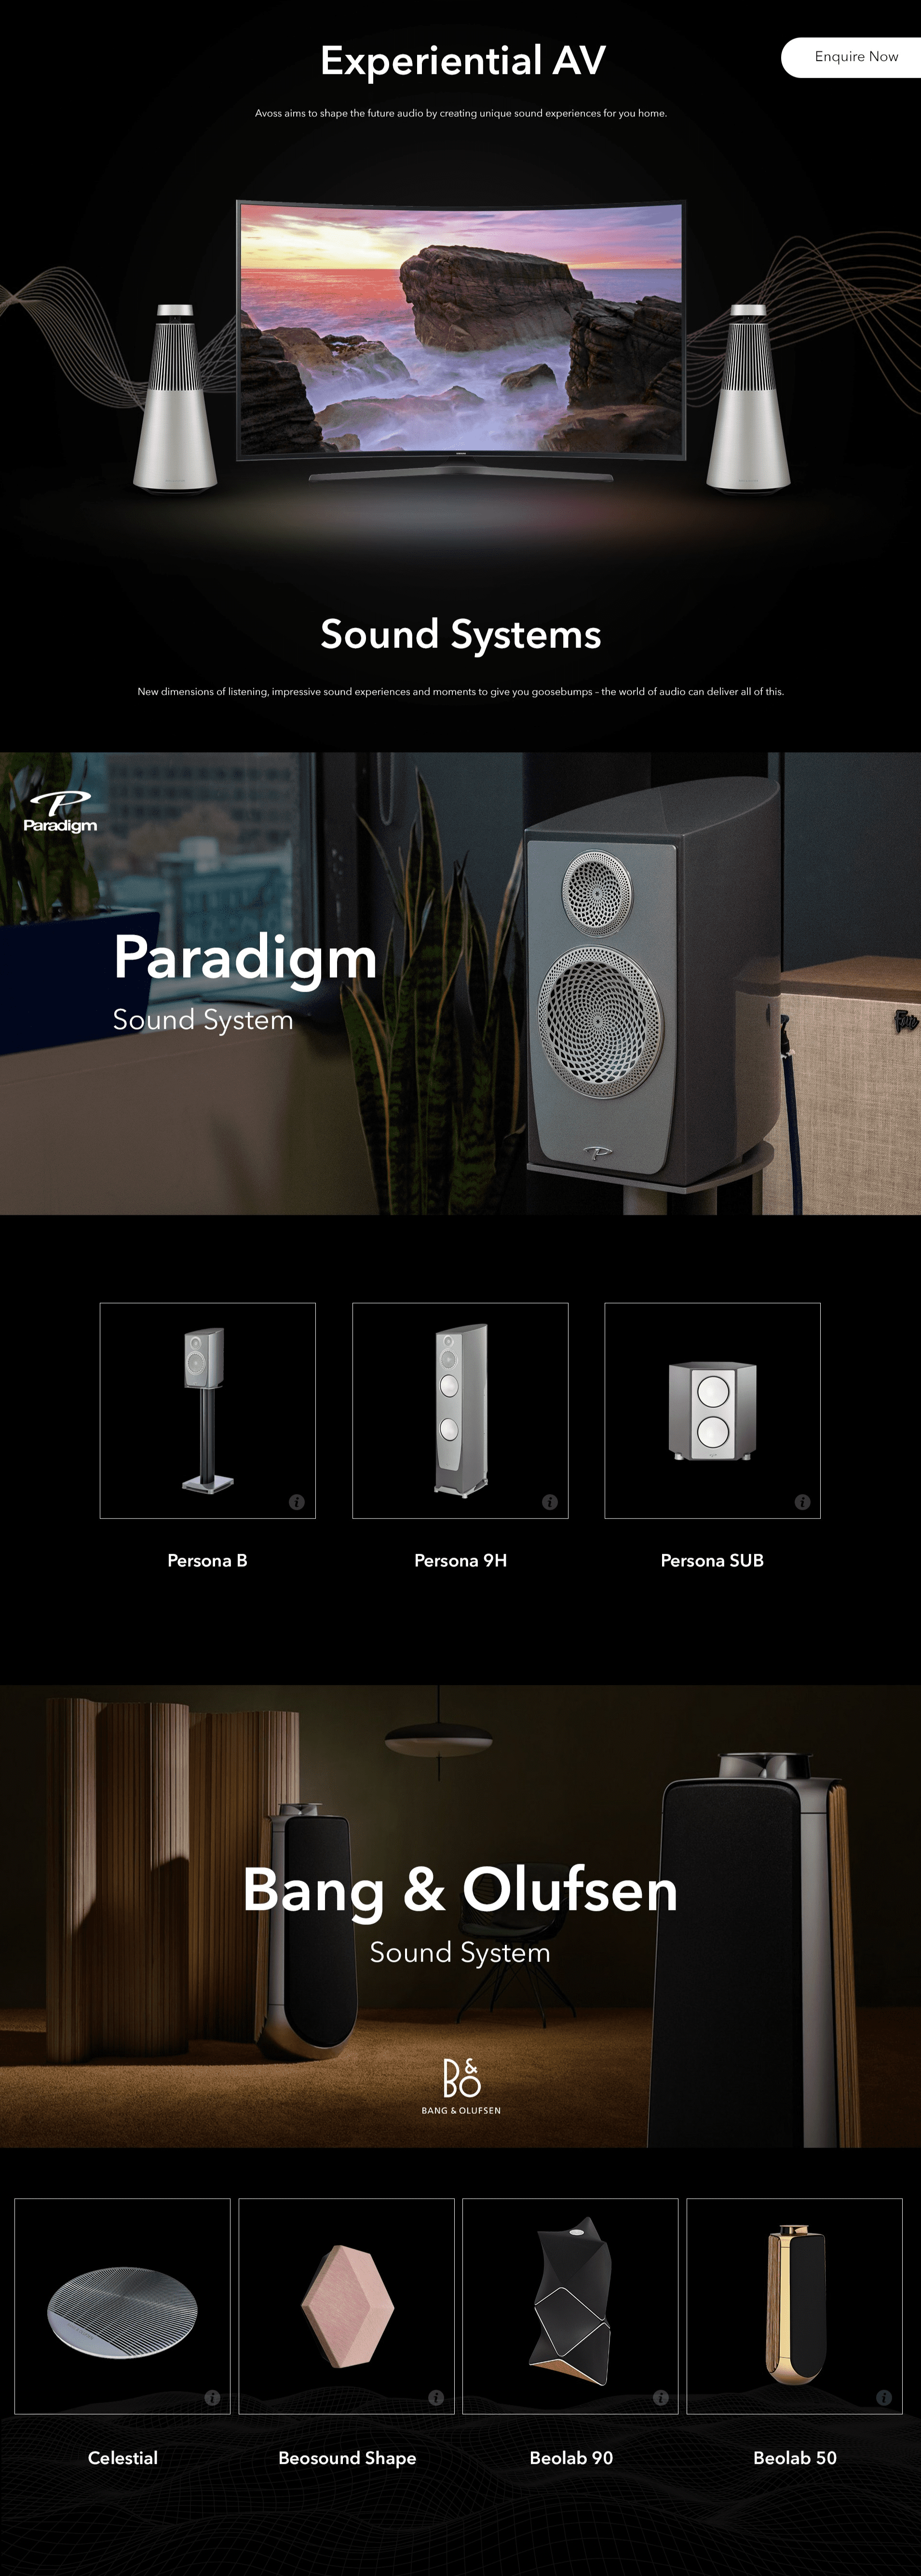 Experiential AV
Enquire Now
Avoss aims to shape the future audio by creating unique sound experiences for you home.
Sound Systems
New dimensions of listening, impressive sound experiences and moments to give you goosebumps – the world of audio can deliver all of this.
Paradigm
Paradigm
Sound System
Persona B
Persona 9H
Persona SUB
Bang & Olufsen
Sound System
B&O
BANG & OLUFSEN
Celestial
Beosound Shape
Beolab 90
Beolab 50